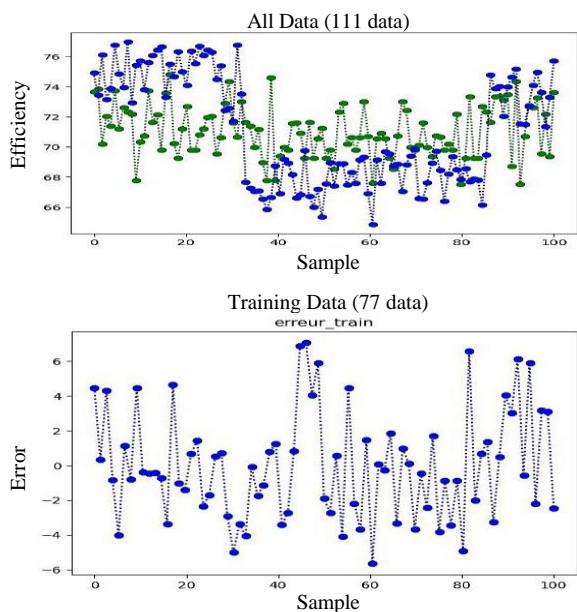 All Data (111 data)
Efficiency
76
74
72
70
68
66
0 20 40 60 80 100
Sample
Training Data (77 data)
erreur_train
Error
6
4
2
0
−2
−4
−6
0 20 40 60 80 100
Sample